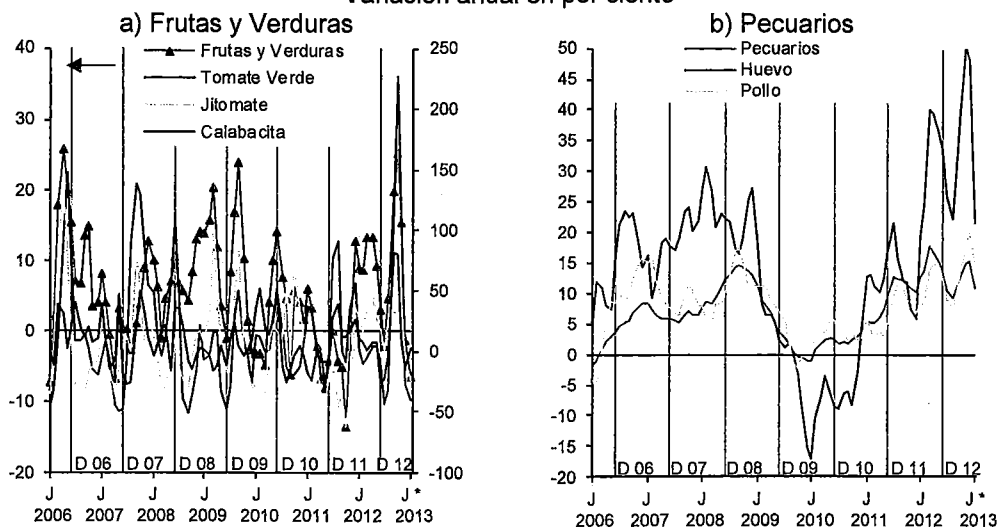 Variación anual en por ciento
a) Frutas y Verduras
Frutas y Verduras
Tomate Verde
Jitomate
Calabacita
40
30
20
10
0
-10
-20
250
200
150
100
50
0
-50
-100
D 06
D 07
D 08
D 09
D 10
D 11
D 12
J
2006
J
2007
J
2008
J
2009
J
2010
J
2011
J
2012
J *
2013
b) Pecuarios
Pecuarios
Huevo
Pollo
50
45
40
35
30
25
20
15
10
5
0
-5
-10
-15
-20
D 06
D 07
D 08
D 09
D 10
D 11
D 12
J
2006
J
2007
J
2008
J
2009
J
2010
J
2011
J
2012
J *
2013